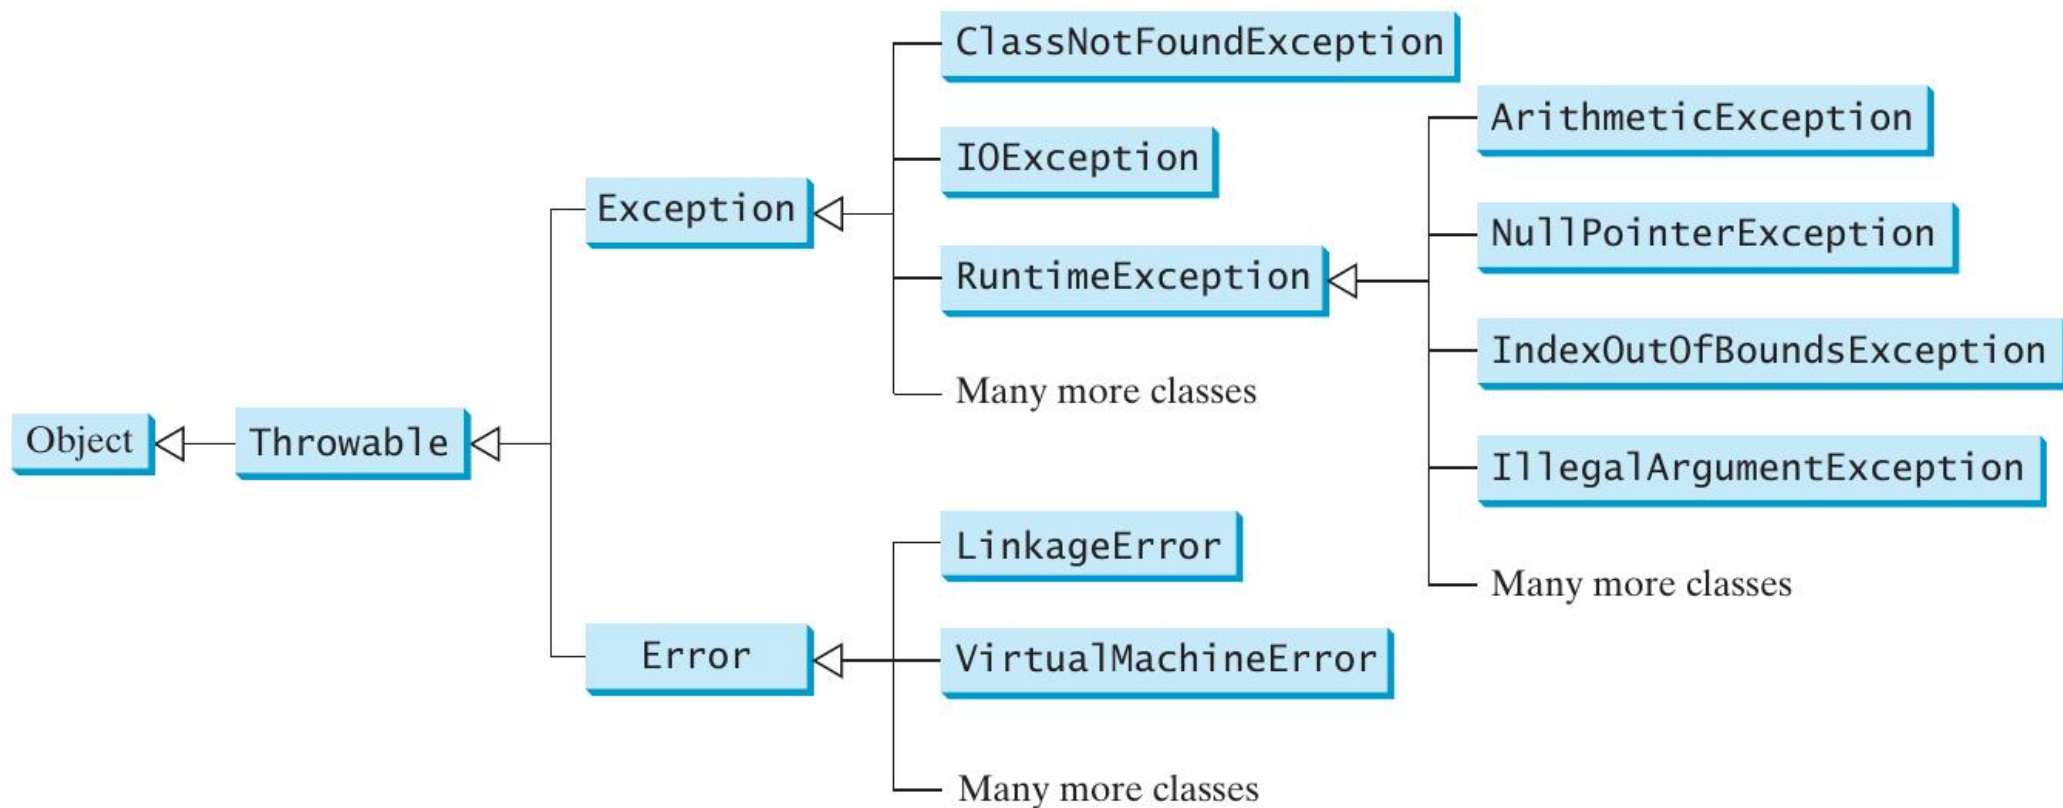 Object
Throwable
Exception
ClassNotFoundException
IOException
RuntimeException
Many more classes
ArithmeticException
NullPointerException
IndexOutOfBoundsException
IllegalArgumentException
Many more classes
Error
LinkageError
VirtualMachineError
Many more classes